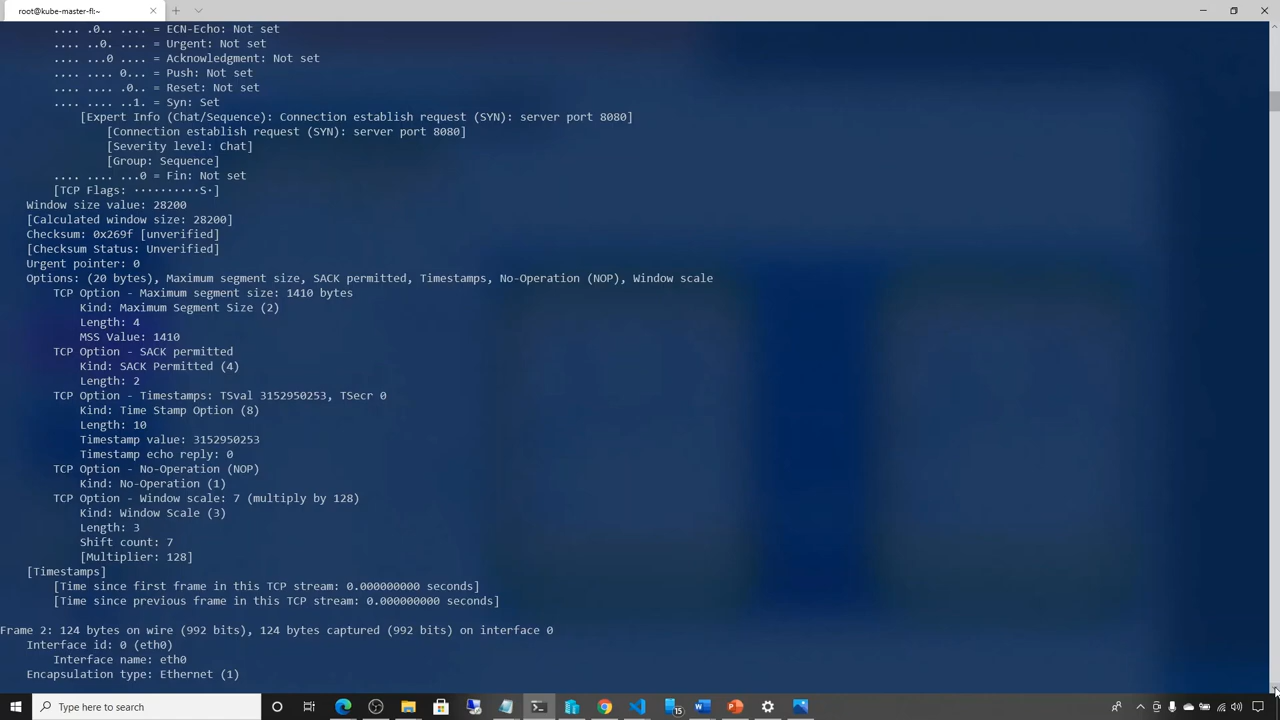 root@kube-master-fl:~
.... .0.. .... = ECN-Echo: Not set
.... ..0. .... = Urgent: Not set
.... ...0 .... = Acknowledgment: Not set
.... .... 0... = Push: Not set
.... .... .0.. = Reset: Not set
.... .... ..1. = Syn: Set
[Expert Info (Chat/Sequence): Connection establish request (SYN): server port 8080]
[Connection establish request (SYN): server port 8080]
[Severity level: Chat]
[Group: Sequence]
.... .... ...0 = Fin: Not set
[TCP Flags: ··········S·]
Window size value: 28200
[Calculated window size: 28200]
Checksum: 0x269f [unverified]
[Checksum Status: Unverified]
Urgent pointer: 0
Options: (20 bytes), Maximum segment size, SACK permitted, Timestamps, No-Operation (NOP), Window scale
TCP Option - Maximum segment size: 1410 bytes
Kind: Maximum Segment Size (2)
Length: 4
MSS Value: 1410
TCP Option - SACK permitted
Kind: SACK Permitted (4)
Length: 2
TCP Option - Timestamps: TSval 3152950253, TSecr 0
Kind: Time Stamp Option (8)
Length: 10
Timestamp value: 3152950253
Timestamp echo reply: 0
TCP Option - No-Operation (NOP)
Kind: No-Operation (1)
TCP Option - Window scale: 7 (multiply by 128)
Kind: Window Scale (3)
Length: 3
Shift count: 7
[Multiplier: 128]
[Timestamps]
[Time since first frame in this TCP stream: 0.000000000 seconds]
[Time since previous frame in this TCP stream: 0.000000000 seconds]
Frame 2: 124 bytes on wire (992 bits), 124 bytes captured (992 bits) on interface 0
Interface id: 0 (eth0)
Interface name: eth0
Encapsulation type: Ethernet (1)
Type here to search
15